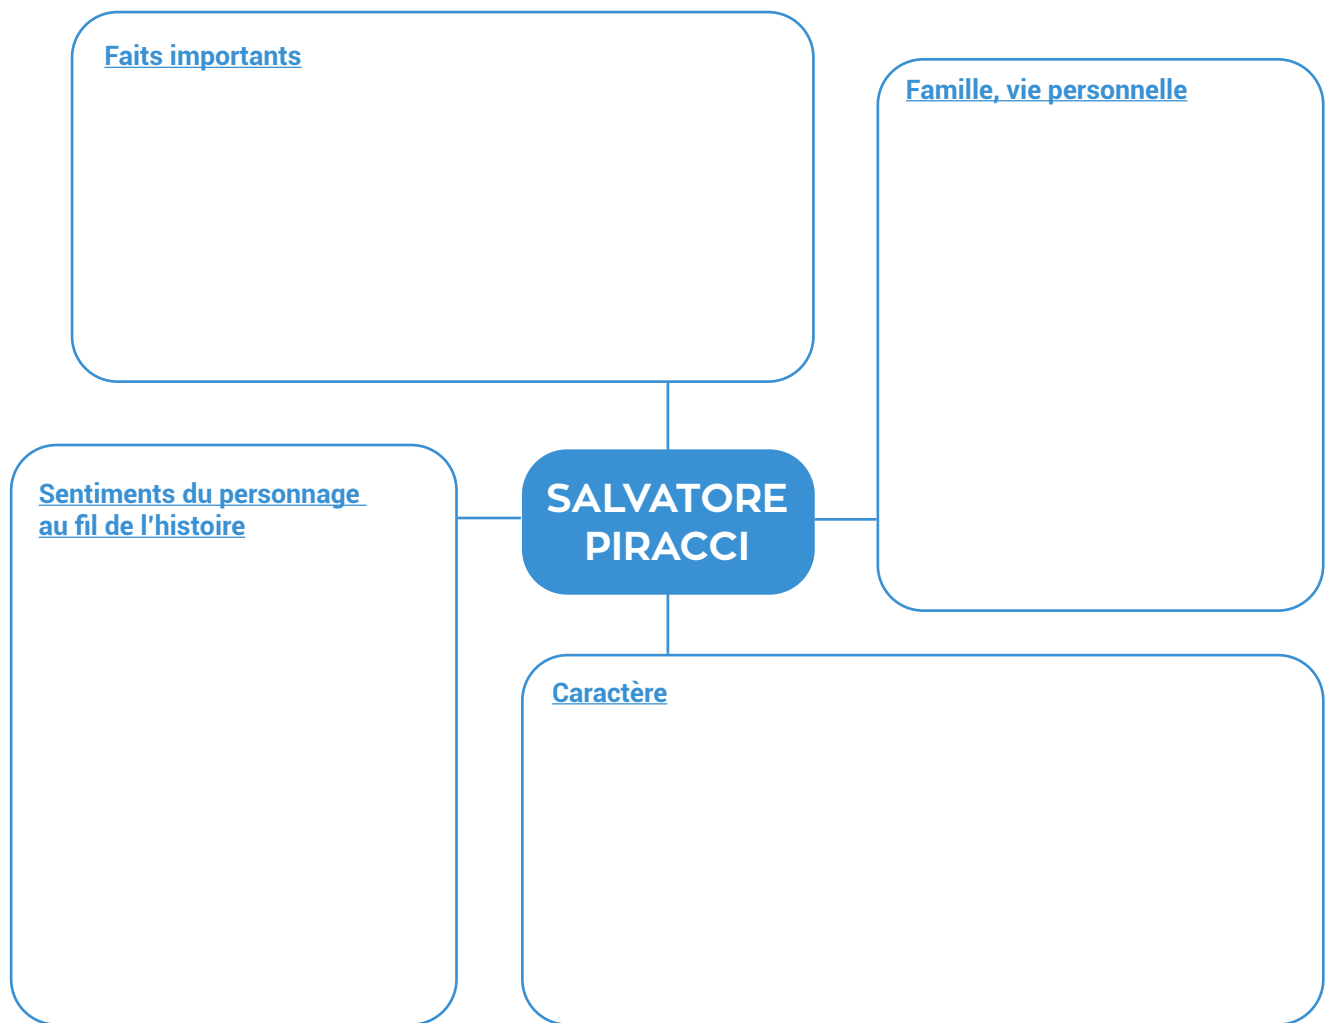 Faits importants
Famille, vie personnelle
Sentiments du personnage
au fil de l'histoire
SALVATORE
PIRACCI
Caractère